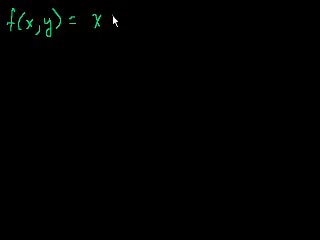 f(x,y) = x